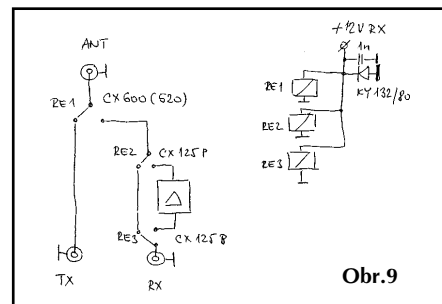 ANT
RE1
CX 600 (520)
RE2
CX 125 P
RE3
CX 125 B
TX
RX
+12V RX
1n
KY 132/80
RE1
RE2
RE3
Obr.9